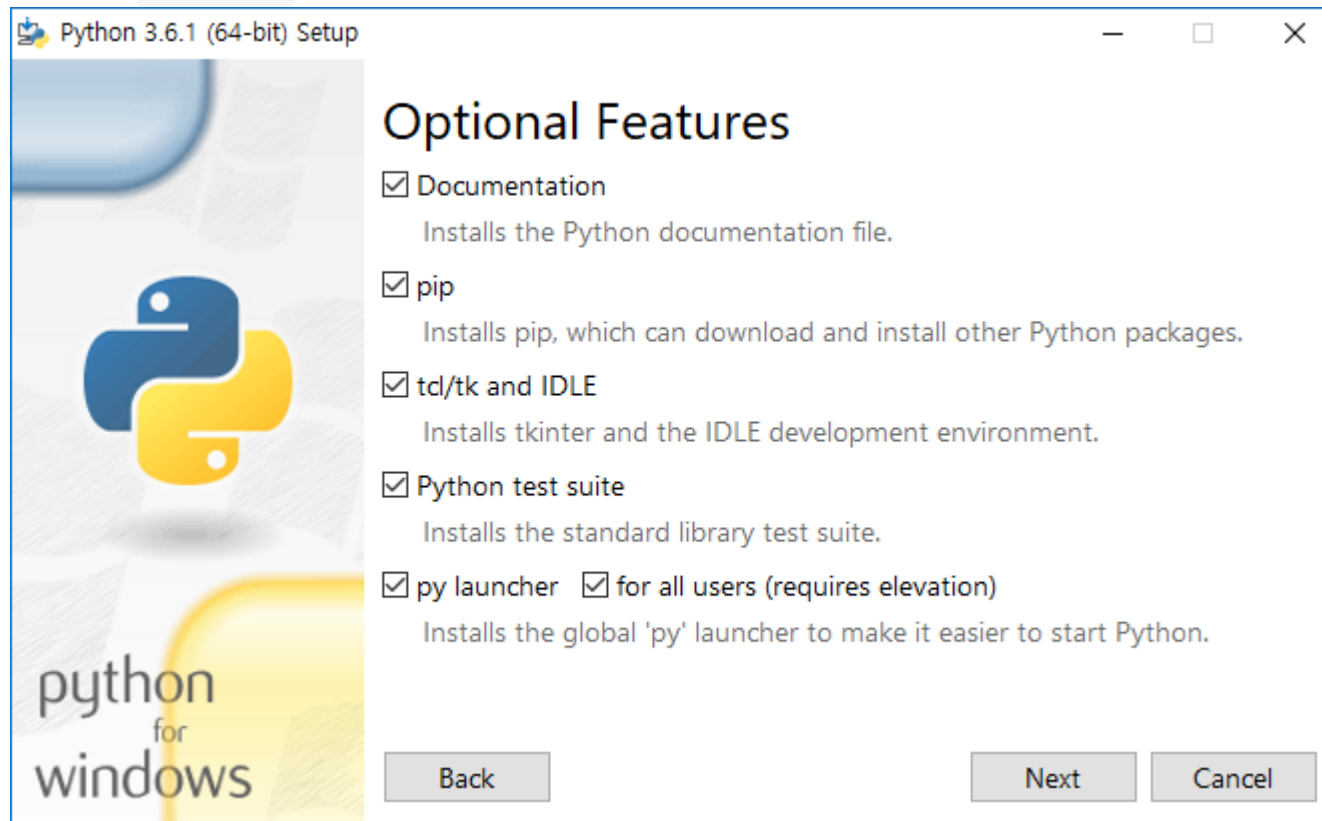 Python 3.6.1 (64-bit) Setup
Optional Features
Documentation
Installs the Python documentation file.
pip
Installs pip, which can download and install other Python packages.
tcl/tk and IDLE
Installs tkinter and the IDLE development environment.
Python test suite
Installs the standard library test suite.
py launcher for all users (requires elevation)
Installs the global 'py' launcher to make it easier to start Python.
python
for
windows
Back Next Cancel